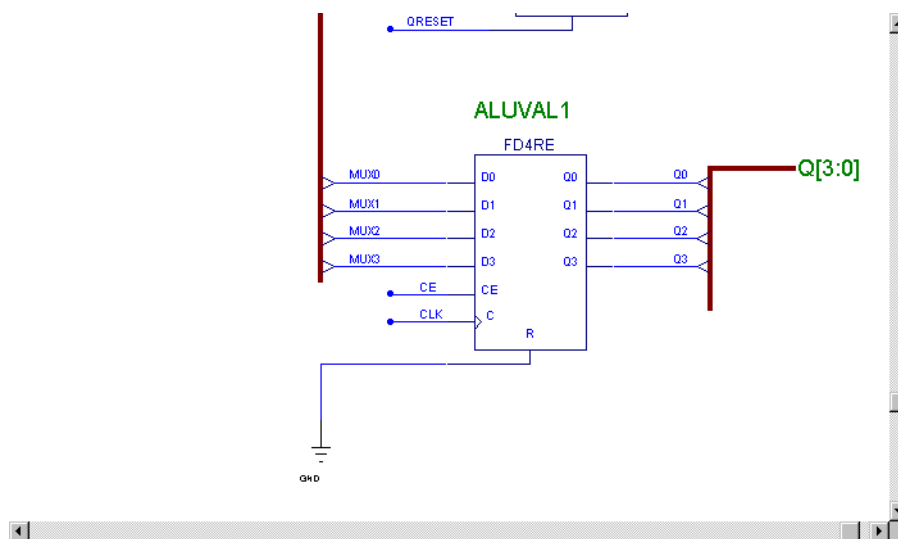 QRESET
ALUVAL1
FD4RE
Q[3:0]
MUX0 D0 Q0 Q0
MUX1 D1 Q1 Q1
MUX2 D2 Q2 Q2
MUX3 D3 Q3 Q3
CE CE
CLK C
R
GND